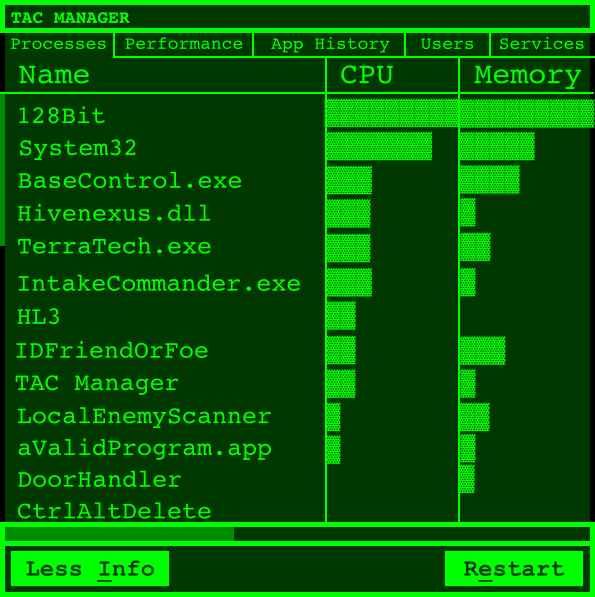 TAC MANAGER
Processes Performance App History Users Services
Name CPU Memory
128Bit
System32
BaseControl.exe
Hivenexus.dll
TerraTech.exe
IntakeCommander.exe
HL3
IDFriendOrFoe
TAC Manager
LocalEnemyScanner
aValidProgram.app
DoorHandler
CtrlAltDelete
Less Info Restart